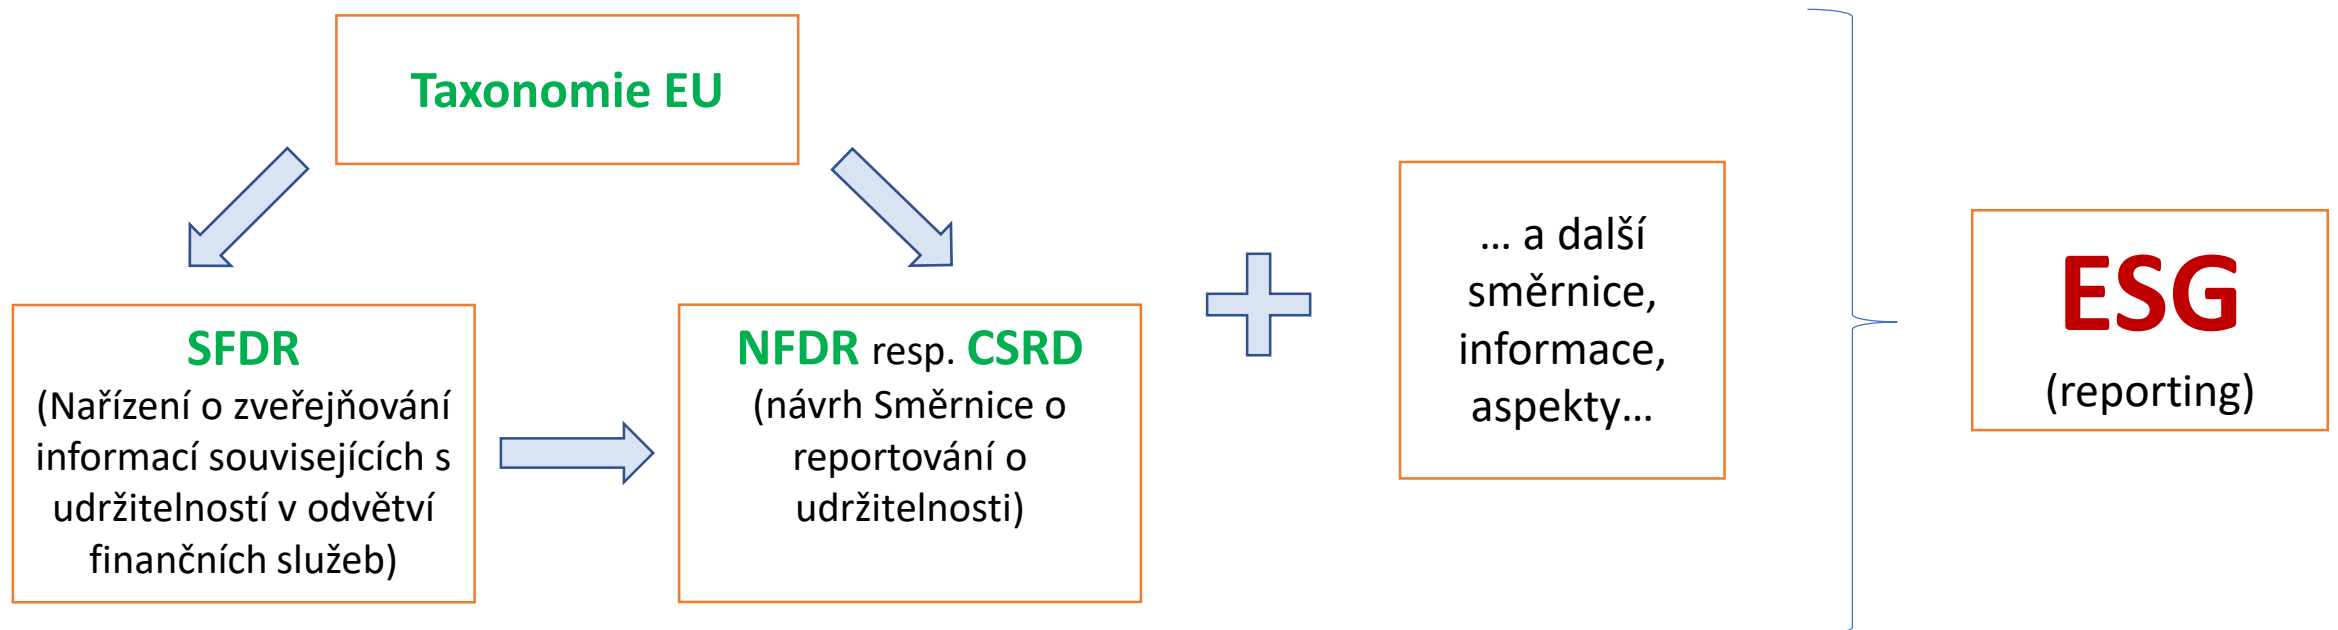 Taxonomie EU
SFDR
(Nařízení o zveřejňování
informací souvisejících s
udržitelností v odvětví
finančních služeb)
NFDR resp. CSRD
(návrh Směrnice o
reportování o
udržitelnosti)
… a další
směrnice,
informace,
aspekty…
ESG
(reporting)